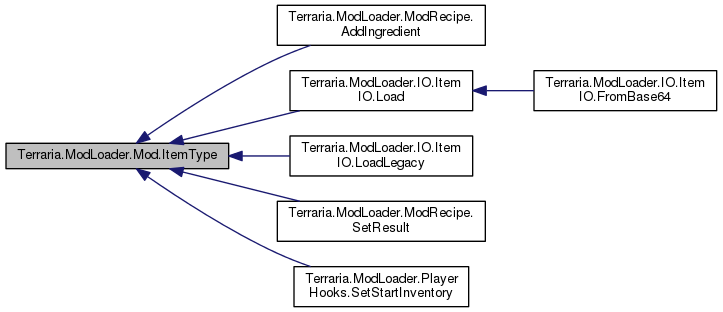 Terraria.ModLoader.ModRecipe.
AddIngredient
Terraria.ModLoader.IO.Item
IO.Load
Terraria.ModLoader.IO.Item
IO.FromBase64
Terraria.ModLoader.Mod.ItemType
Terraria.ModLoader.IO.Item
IO.LoadLegacy
Terraria.ModLoader.ModRecipe.
SetResult
Terraria.ModLoader.Player
Hooks.SetStartInventory